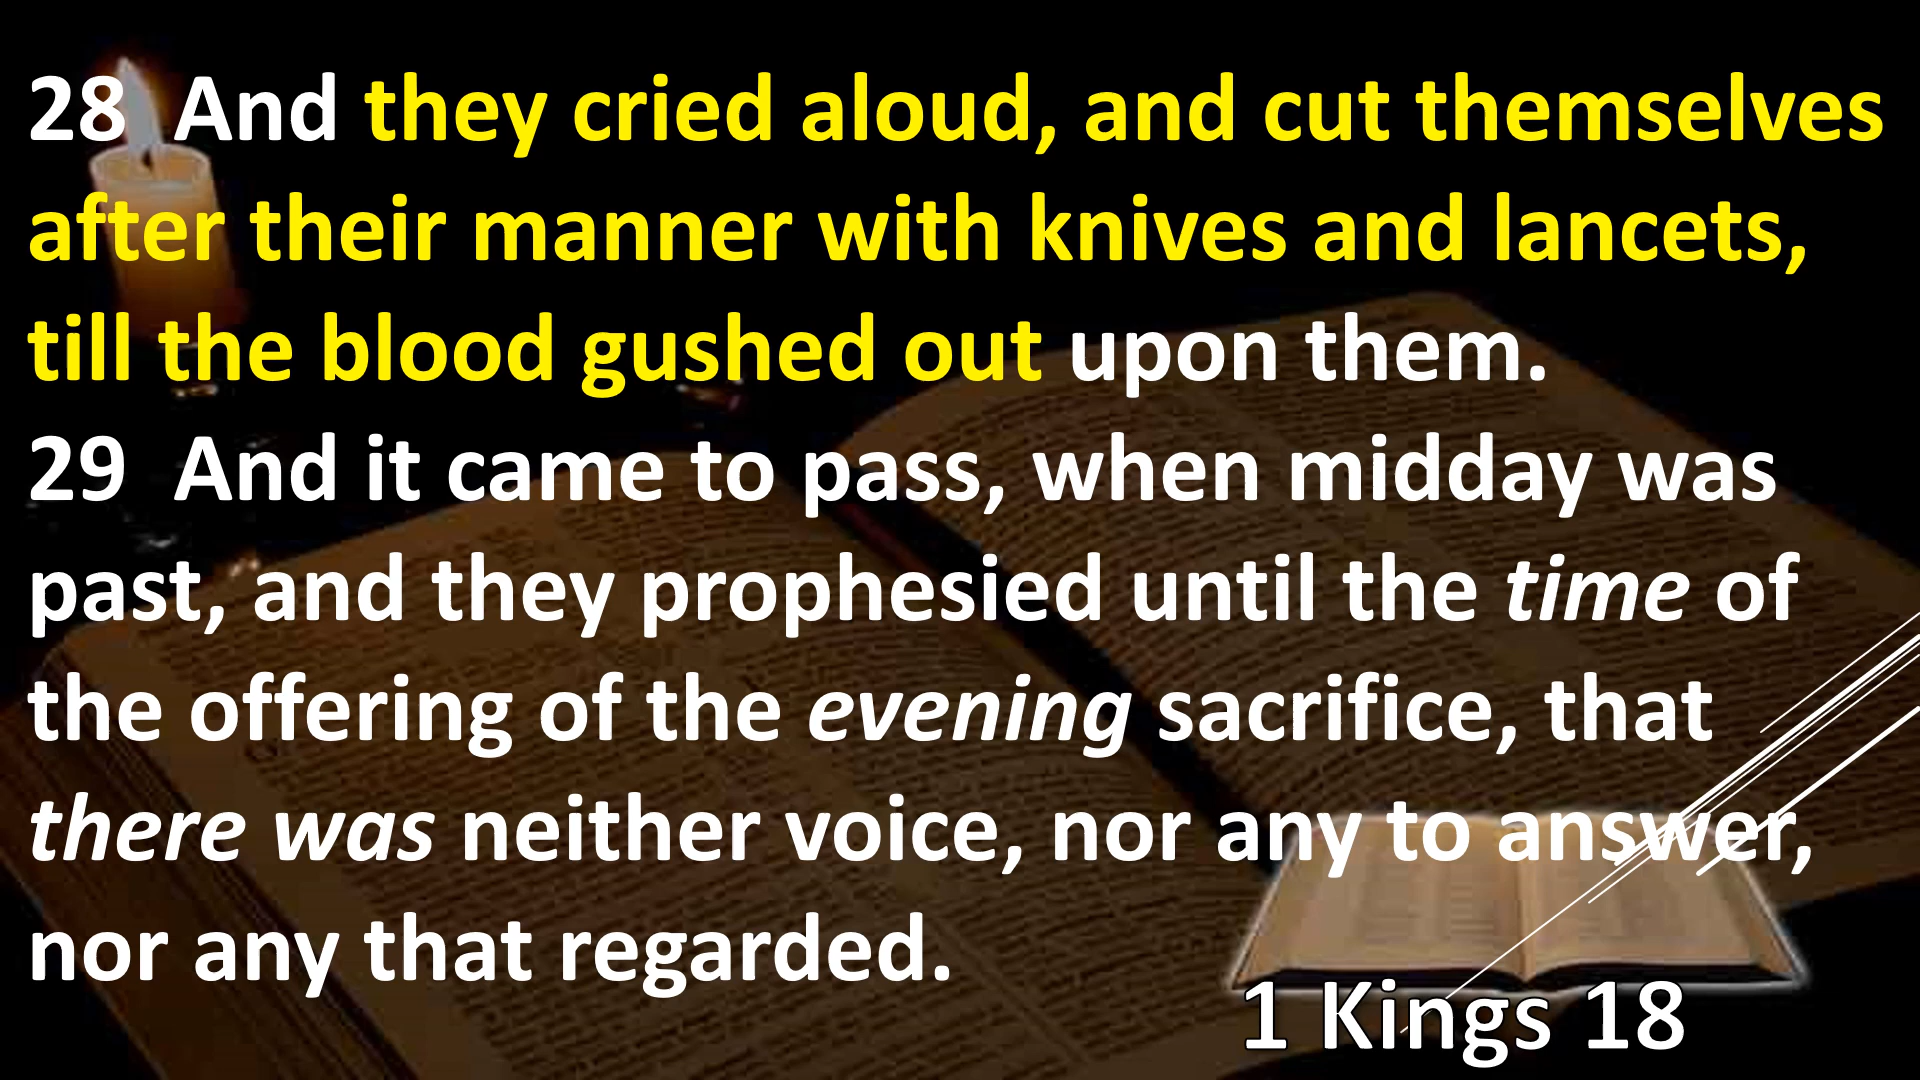 28  And they cried aloud, and cut themselves
after their manner with knives and lancets,
till the blood gushed out upon them.
29  And it came to pass, when midday was
past, and they prophesied until the time of
the offering of the evening sacrifice, that
there was neither voice, nor any to answer,
nor any that regarded.
1 Kings 18